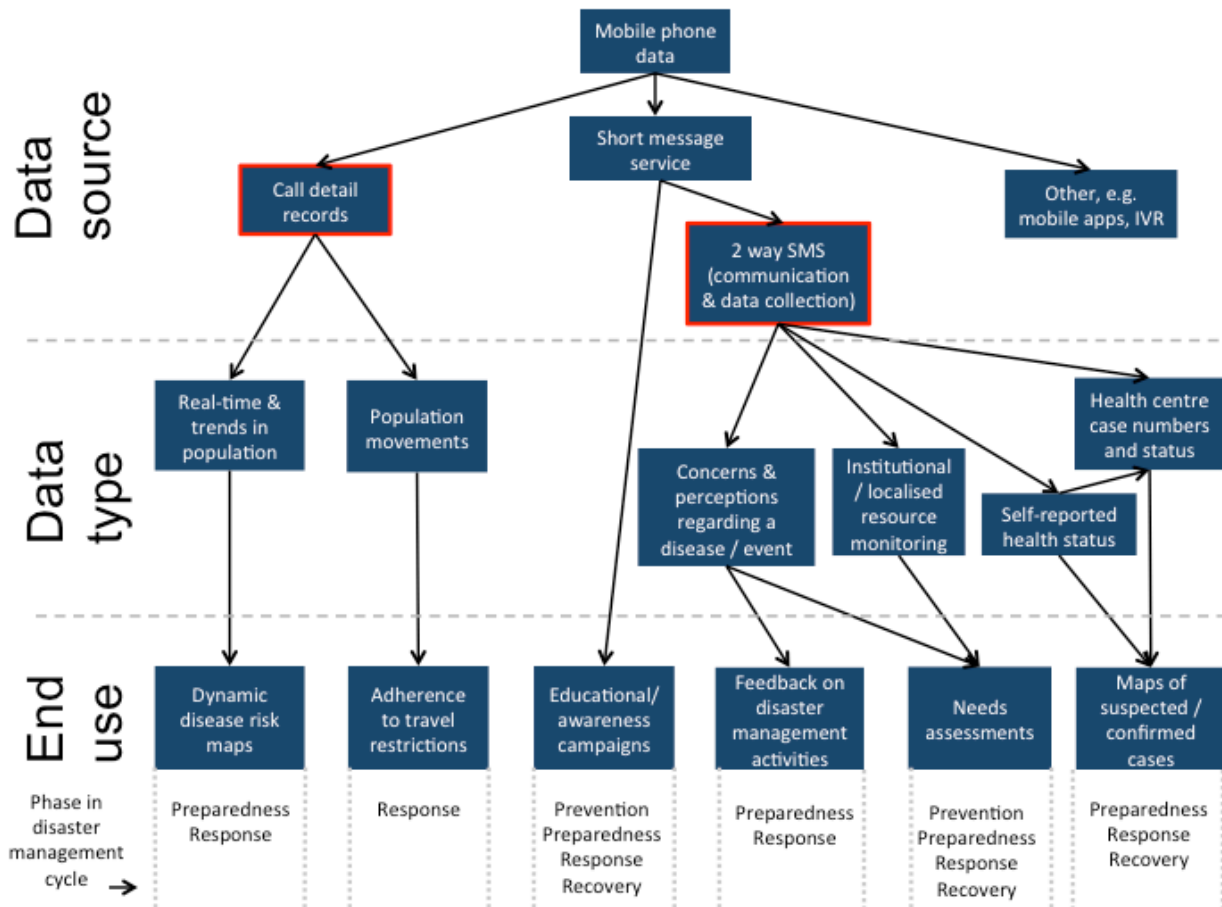 Mobile phone
data
Data
source
Short message
service
Call detail
records
Other, e.g.
mobile apps, IVR
2 way SMS
(communication
& data collection)
Data
type
Real-time &
trends in
population
Population
movements
Health centre
case numbers
and status
Concerns &
perceptions
regarding a
disease / event
Institutional
/ localised
resource
monitoring
Self-reported
health status
End
use
Dynamic
disease risk
maps
Adherence
to travel
restrictions
Educational/
awareness
campaigns
Feedback on
disaster
management
activities
Needs
assessments
Maps of
suspected /
confirmed
cases
Phase in
disaster
management
cycle
Preparedness
Response
Response
Prevention
Preparedness
Response
Recovery
Preparedness
Response
Prevention
Preparedness
Response
Recovery
Preparedness
Response
Recovery